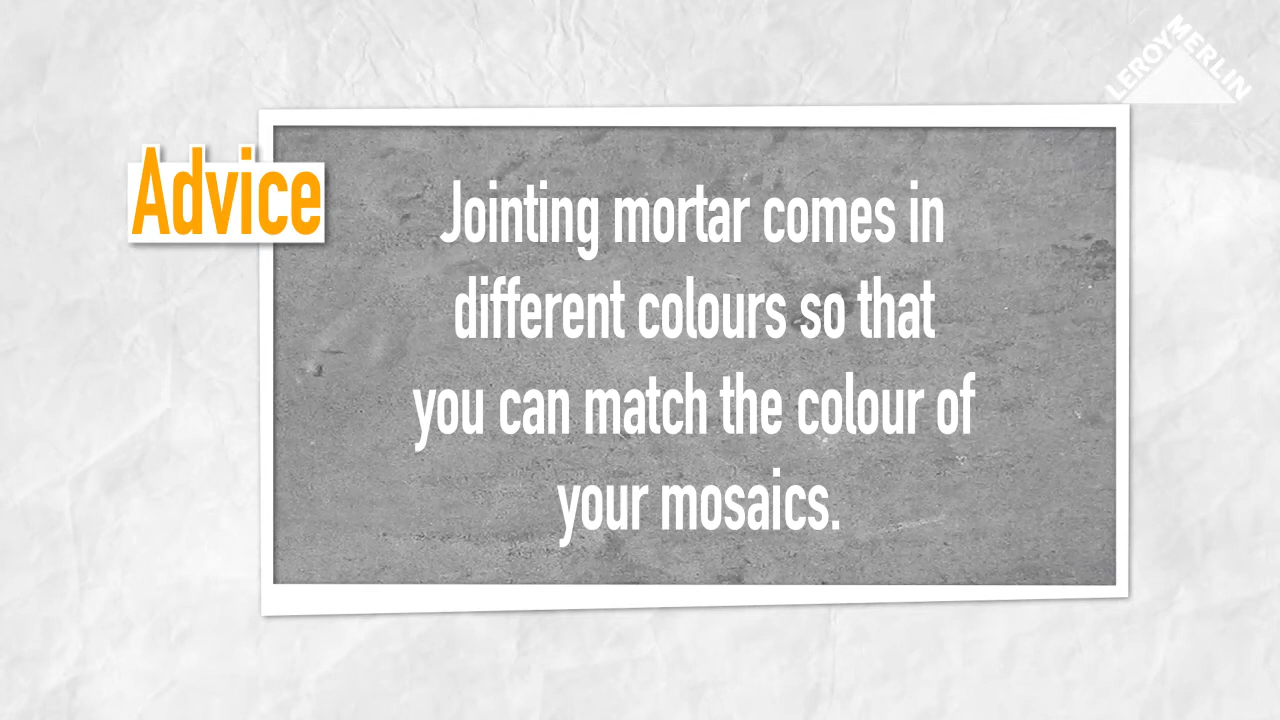 LEROY MERLIN
Advice
Jointing mortar comes in
different colours so that
you can match the colour of
your mosaics.